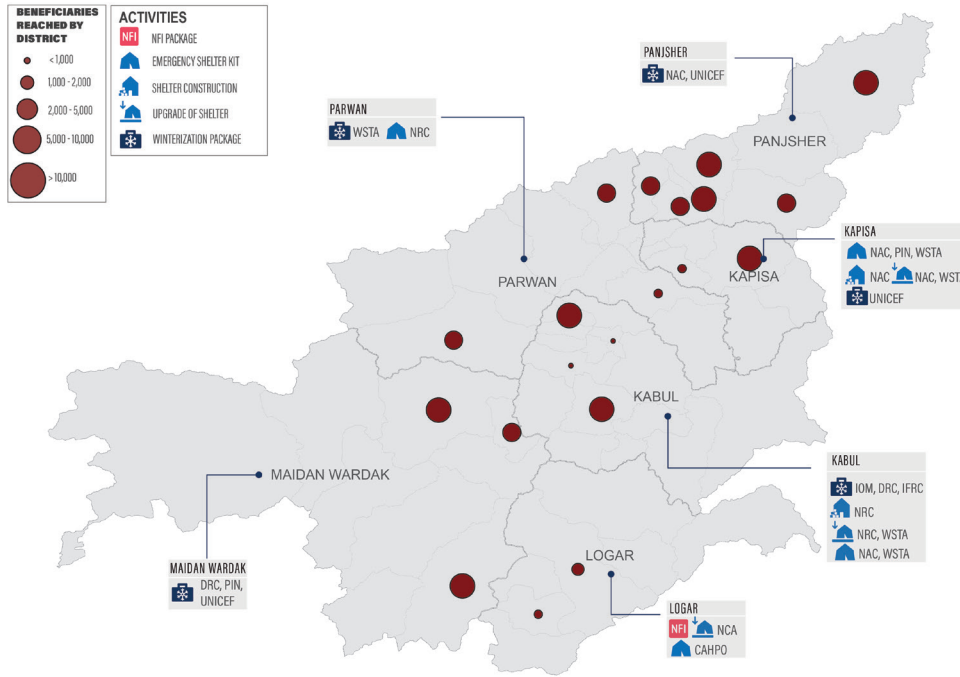 BENEFICIARIES
REACHED BY
DISTRICT
< 1,000
1,000 - 2,000
2,000 - 5,000
5,000 - 10,000
> 10,000
ACTIVITIES
NFI NFI PACKAGE
EMERGENCY SHELTER KIT
SHELTER CONSTRUCTION
UPGRADE OF SHELTER
WINTERIZATION PACKAGE
PANJSHER
NAC, UNICEF
PARWAN
WSTA NRC
PANJSHER
KAPISA
NAC, PIN, WSTA
NAC NAC, WSTA
UNICEF
PARWAN
KAPISA
KABUL
MAIDAN WARDAK
KABUL
IOM, DRC, IFRC
NRC
NRC, WSTA
NAC, WSTA
LOGAR
MAIDAN WARDAK
DRC, PIN,
UNICEF
LOGAR
NFI NCA
CAHPO